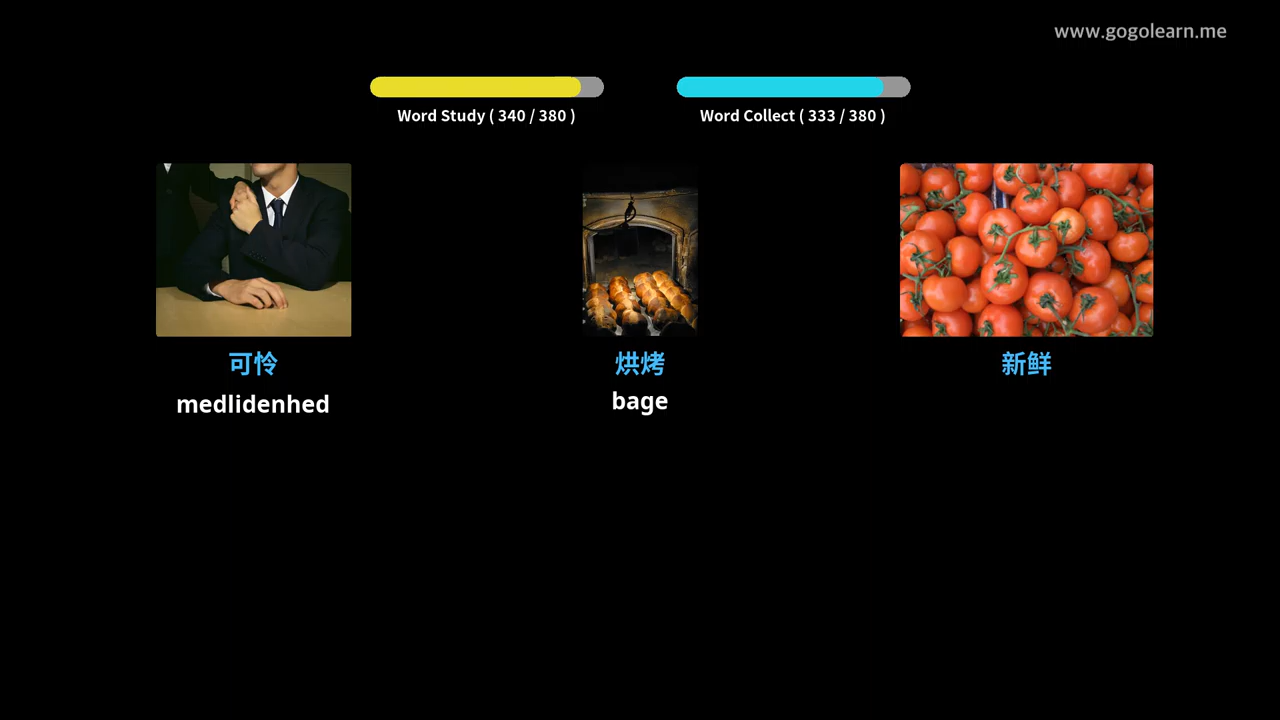 www.gogolearn.me
Word Study ( 340 / 380 )
Word Collect ( 333 / 380 )
可怜
烘烤
新鲜
medlidenhed
bage